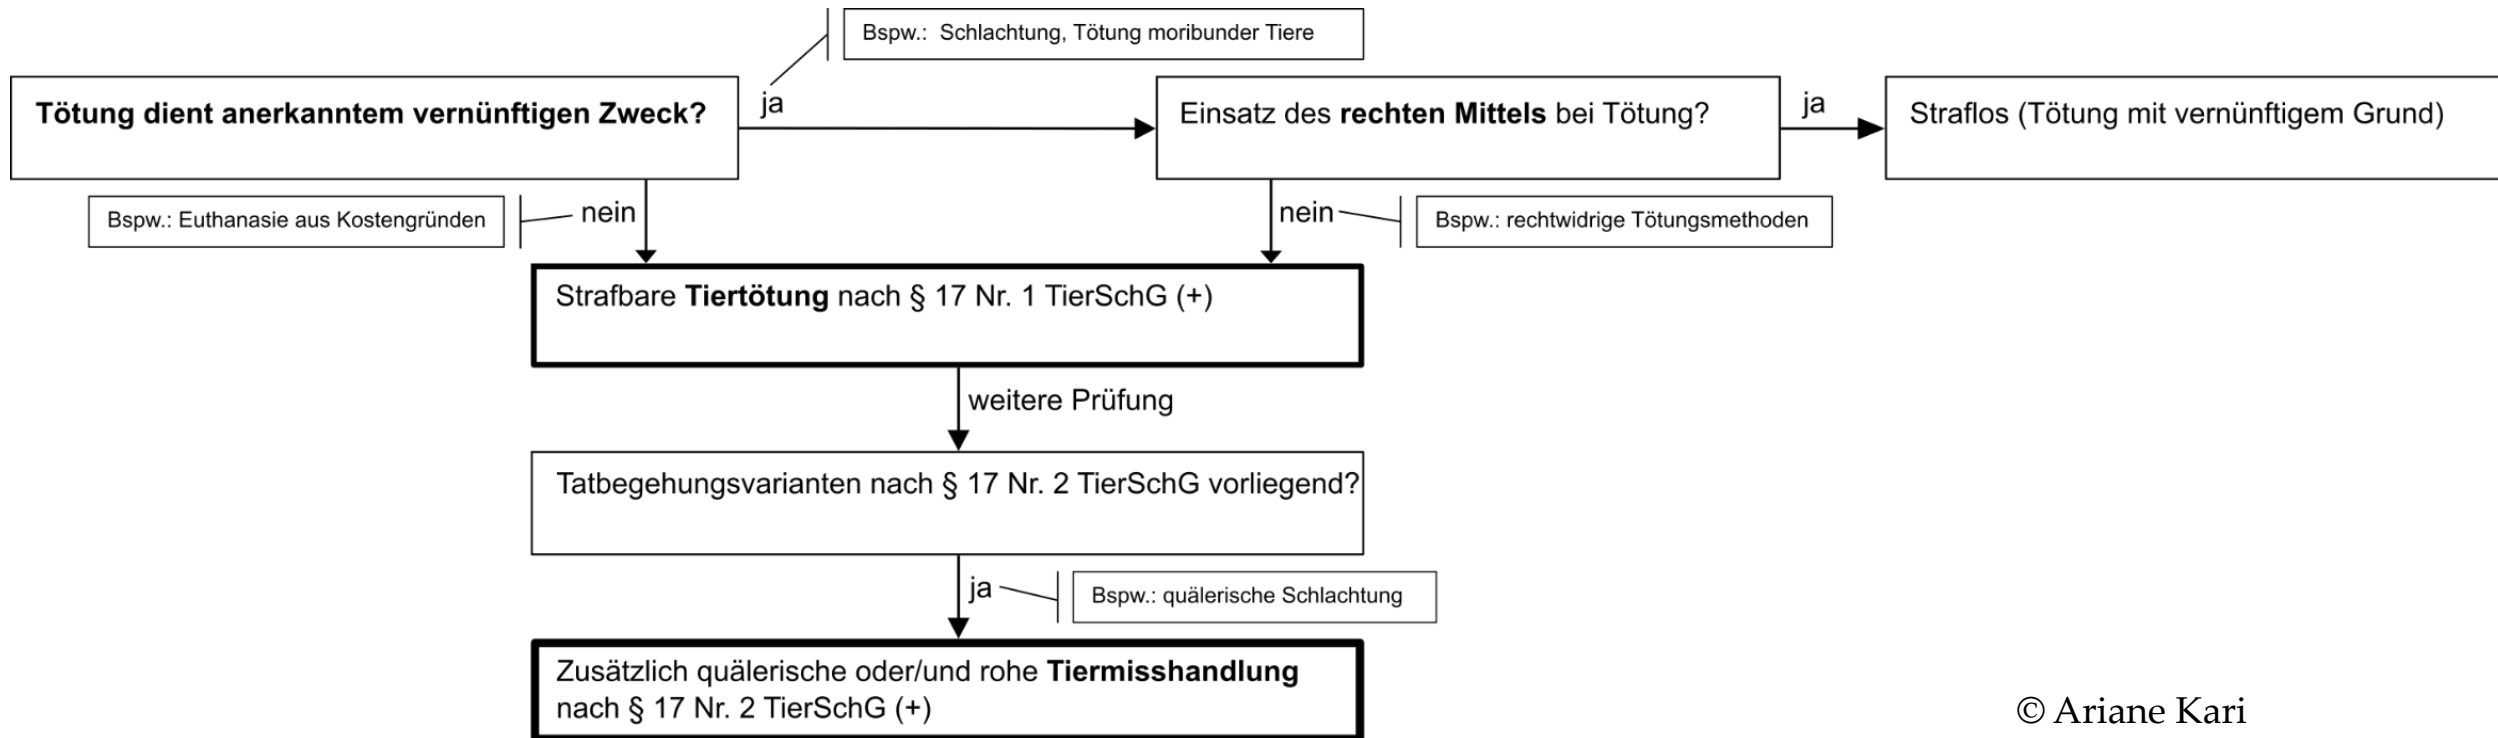 Bspw.: Schlachtung, Tötung moribunder Tiere
Tötung dient anerkanntem vernünftigen Zweck?
ja
Einsatz des rechten Mittels bei Tötung?
ja
Straflos (Tötung mit vernünftigem Grund)
Bspw.: Euthanasie aus Kostengründen
nein
nein
Bspw.: rechtwidrige Tötungsmethoden
Strafbare Tiertötung nach § 17 Nr. 1 TierSchG (+)
weitere Prüfung
Tatbegehungsvarianten nach § 17 Nr. 2 TierSchG vorliegend?
ja
Bspw.: quälerische Schlachtung
Zusätzlich quälerische oder/und rohe Tiermisshandlung
nach § 17 Nr. 2 TierSchG (+)
© Ariane Kari